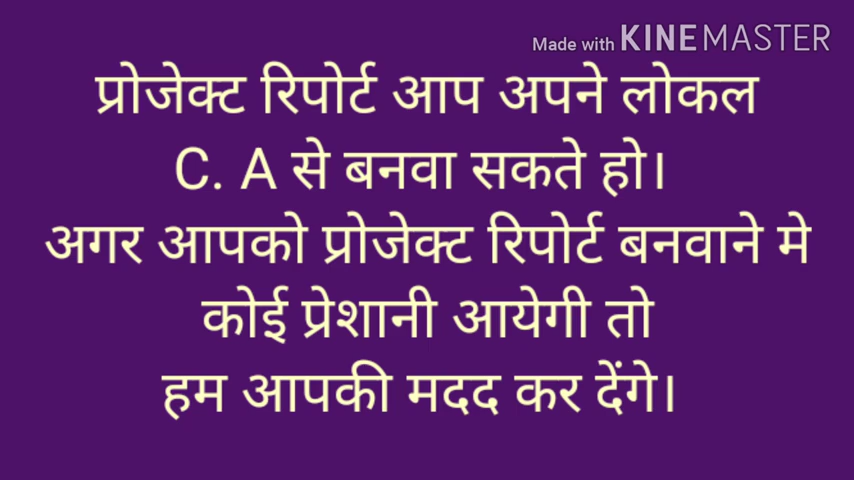 Made with KINEMASTER
प्रोजेक्ट रिपोर्ट आप अपने लोकल
C. A से बनवा सकते हो।
अगर आपको प्रोजेक्ट रिपोर्ट बनवाने मे
कोई प्रेशानी आयेगी तो
हम आपकी मदद कर देंगे।